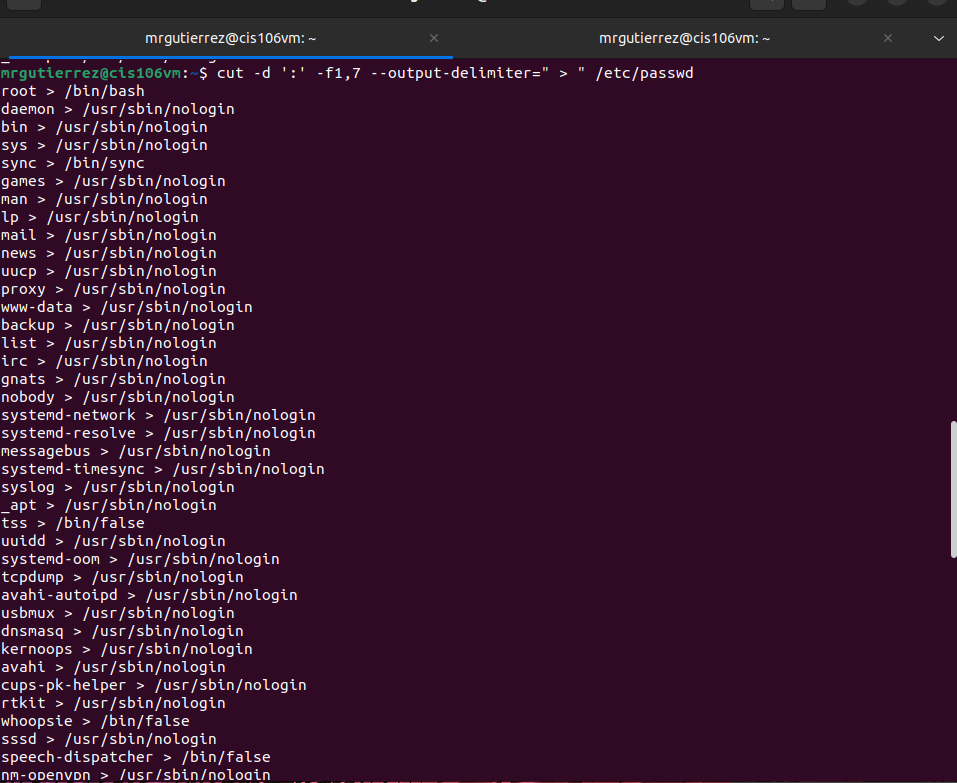 mrgutierrez@cis106vm: ~
mrgutierrez@cis106vm: ~
mrgutierrez@cis106vm:~$ cut -d ':' -f1,7 --output-delimiter=" > " /etc/passwd
root > /bin/bash
daemon > /usr/sbin/nologin
bin > /usr/sbin/nologin
sys > /usr/sbin/nologin
sync > /bin/sync
games > /usr/sbin/nologin
man > /usr/sbin/nologin
lp > /usr/sbin/nologin
mail > /usr/sbin/nologin
news > /usr/sbin/nologin
uucp > /usr/sbin/nologin
proxy > /usr/sbin/nologin
www-data > /usr/sbin/nologin
backup > /usr/sbin/nologin
list > /usr/sbin/nologin
irc > /usr/sbin/nologin
gnats > /usr/sbin/nologin
nobody > /usr/sbin/nologin
systemd-network > /usr/sbin/nologin
systemd-resolve > /usr/sbin/nologin
messagebus > /usr/sbin/nologin
systemd-timesync > /usr/sbin/nologin
syslog > /usr/sbin/nologin
_apt > /usr/sbin/nologin
tss > /bin/false
uuidd > /usr/sbin/nologin
systemd-oom > /usr/sbin/nologin
tcpdump > /usr/sbin/nologin
avahi-autoipd > /usr/sbin/nologin
usbmux > /usr/sbin/nologin
dnsmasq > /usr/sbin/nologin
kernoops > /usr/sbin/nologin
avahi > /usr/sbin/nologin
cups-pk-helper > /usr/sbin/nologin
rtkit > /usr/sbin/nologin
whoopsie > /bin/false
sssd > /usr/sbin/nologin
speech-dispatcher > /bin/false
nm-openvpn > /usr/sbin/nologin